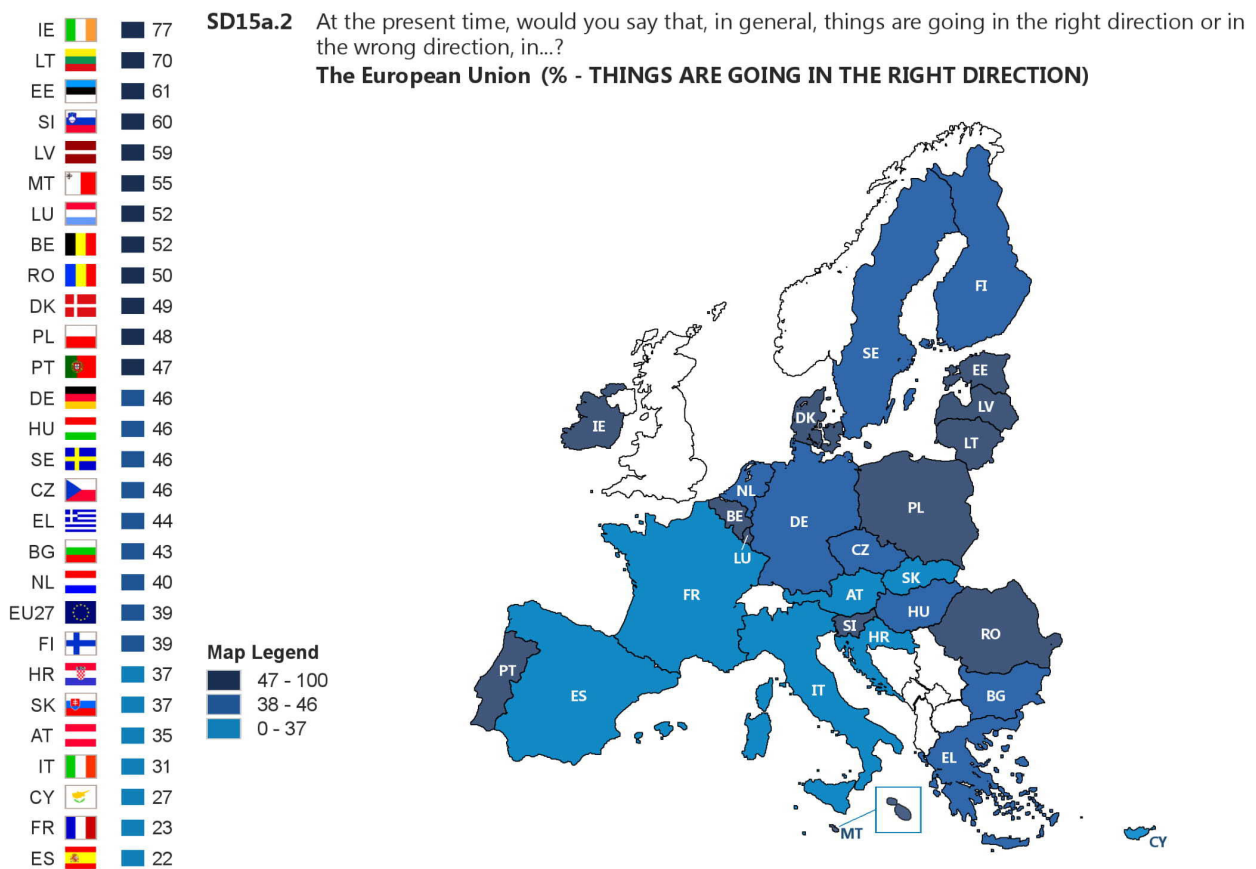 SD15a.2 At the present time, would you say that, in general, things are going in the right direction or in
the wrong direction, in...?
The European Union (% - THINGS ARE GOING IN THE RIGHT DIRECTION)
IE 77
LT 70
EE 61
SI 60
LV 59
MT 55
LU 52
BE 52
RO 50
DK 49
PL 48
PT 47
DE 46
HU 46
SE 46
CZ 46
EL 44
BG 43
NL 40
EU27 39
FI 39
HR 37
SK 37
AT 35
IT 31
CY 27
FR 23
ES 22
Map Legend
47 - 100
38 - 46
0 - 37
FI
SE
EE
LV
LT
DK
IE
NL
BE
LU
DE
PL
CZ
SK
AT
HU
FR
SI
HR
RO
PT
ES
IT
BG
EL
MT
CY